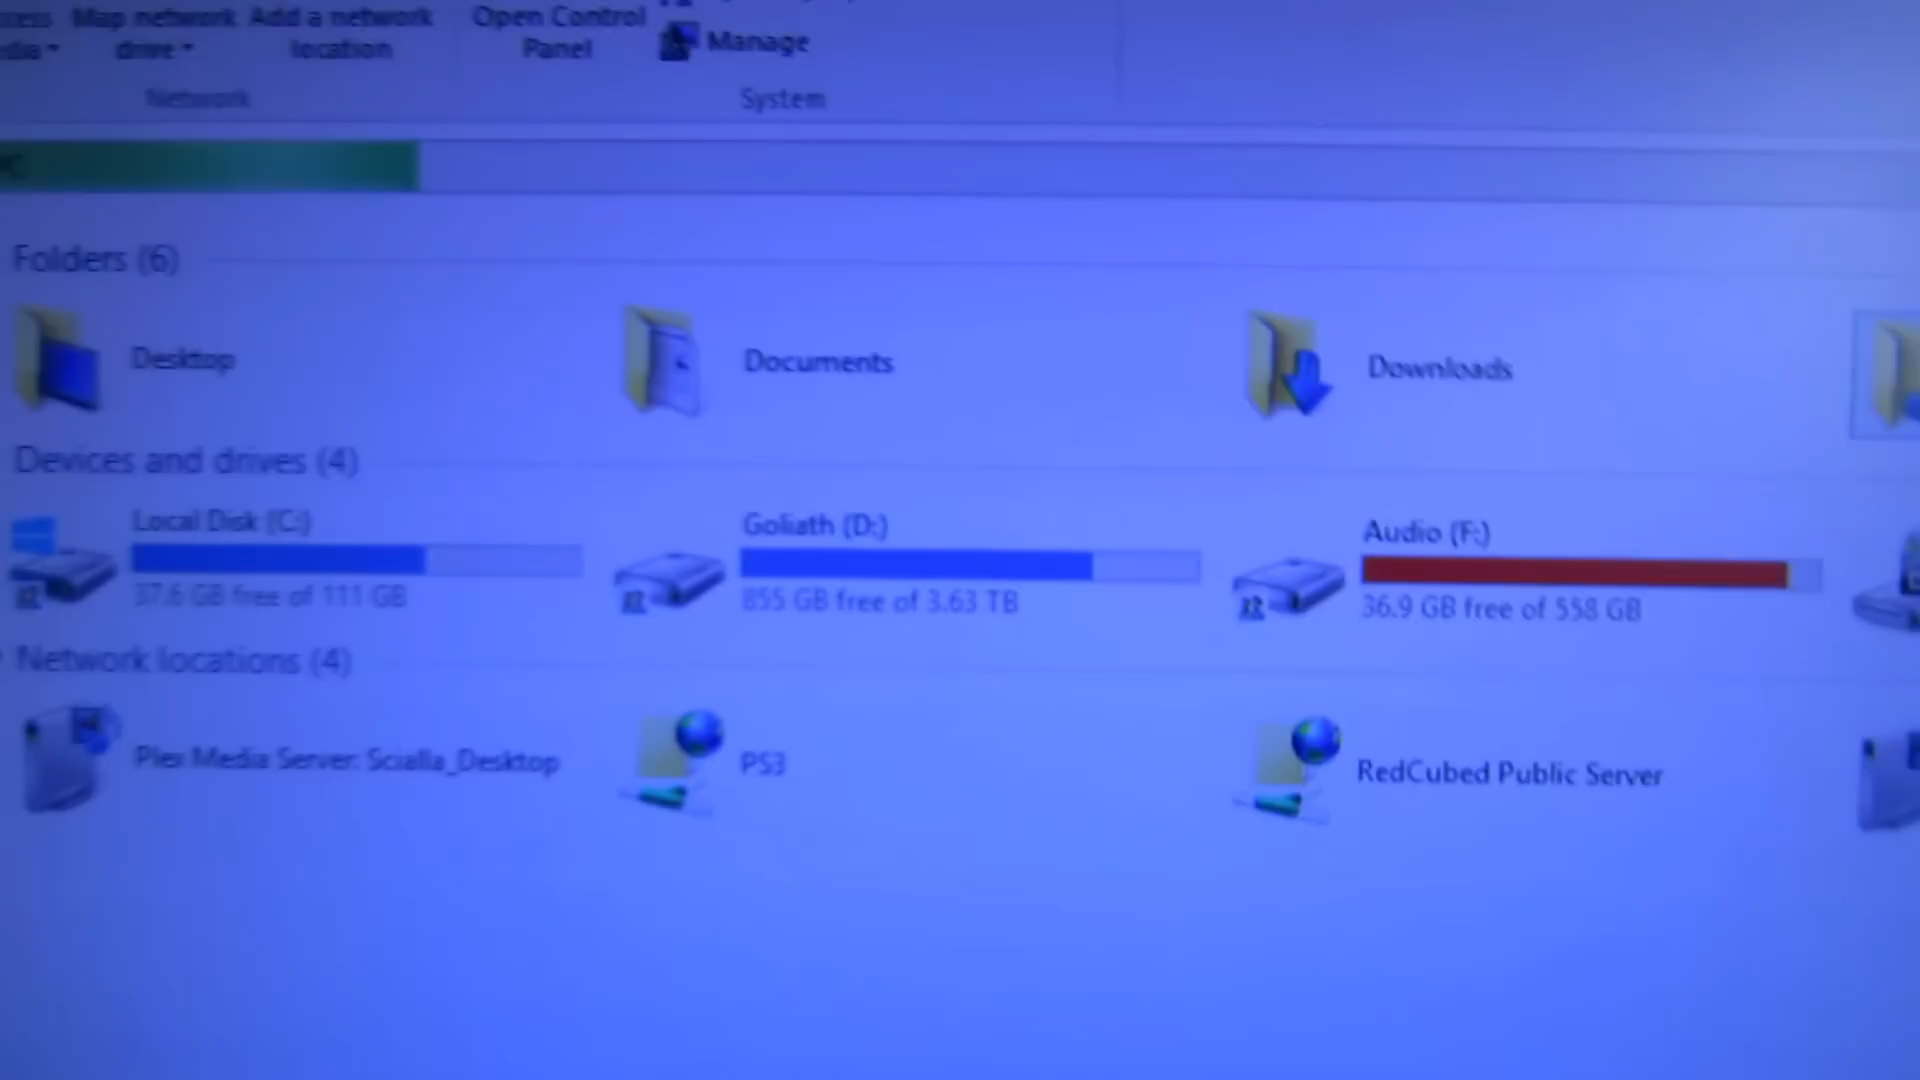 Map network Add a network Open Control
drive location Panel Manage
Network System
Folders (6)
Desktop Documents Downloads
Devices and drives (4)
Local Disk (C:) Goliath (D:) Audio (F:)
37.6 GB free of 111 GB 855 GB free of 3.63 TB 36.9 GB free of 558 GB
Network locations (4)
Plex Media Server: Scialla_Desktop PS3 RedCubed Public Server